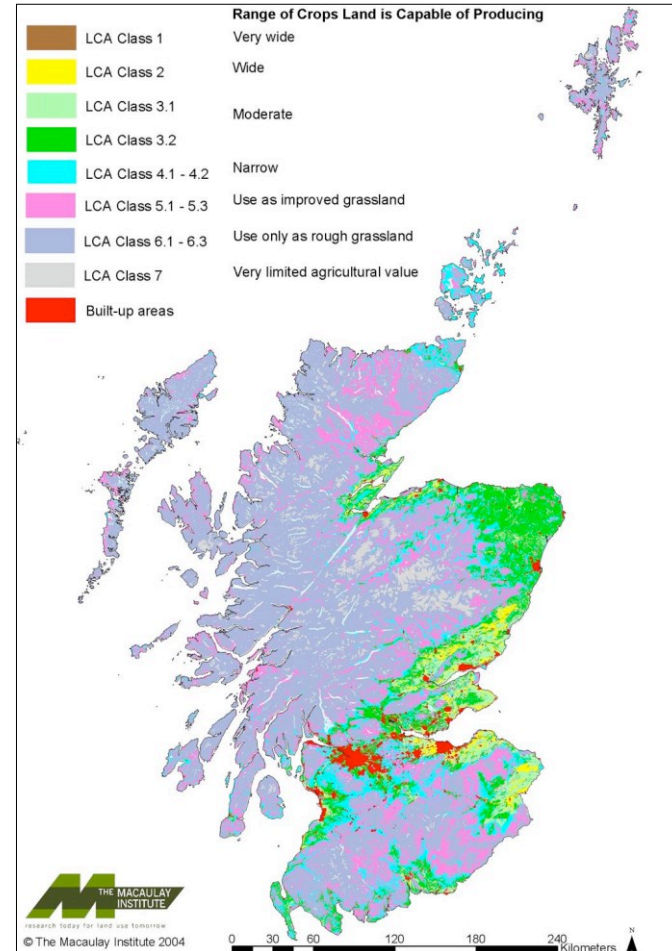 Range of Crops Land is Capable of Producing
LCA Class 1 Very wide
LCA Class 2 Wide
LCA Class 3.1
Moderate
LCA Class 3.2
LCA Class 4.1 - 4.2 Narrow
LCA Class 5.1 - 5.3 Use as improved grassland
LCA Class 6.1 - 6.3 Use only as rough grassland
LCA Class 7 Very limited agricultural value
Built-up areas
THE MACAULAY
INSTITUTE
research today for land use tomorrow
© The Macaulay Institute 2004
0 30 60 120 180 240
Kilometers
N